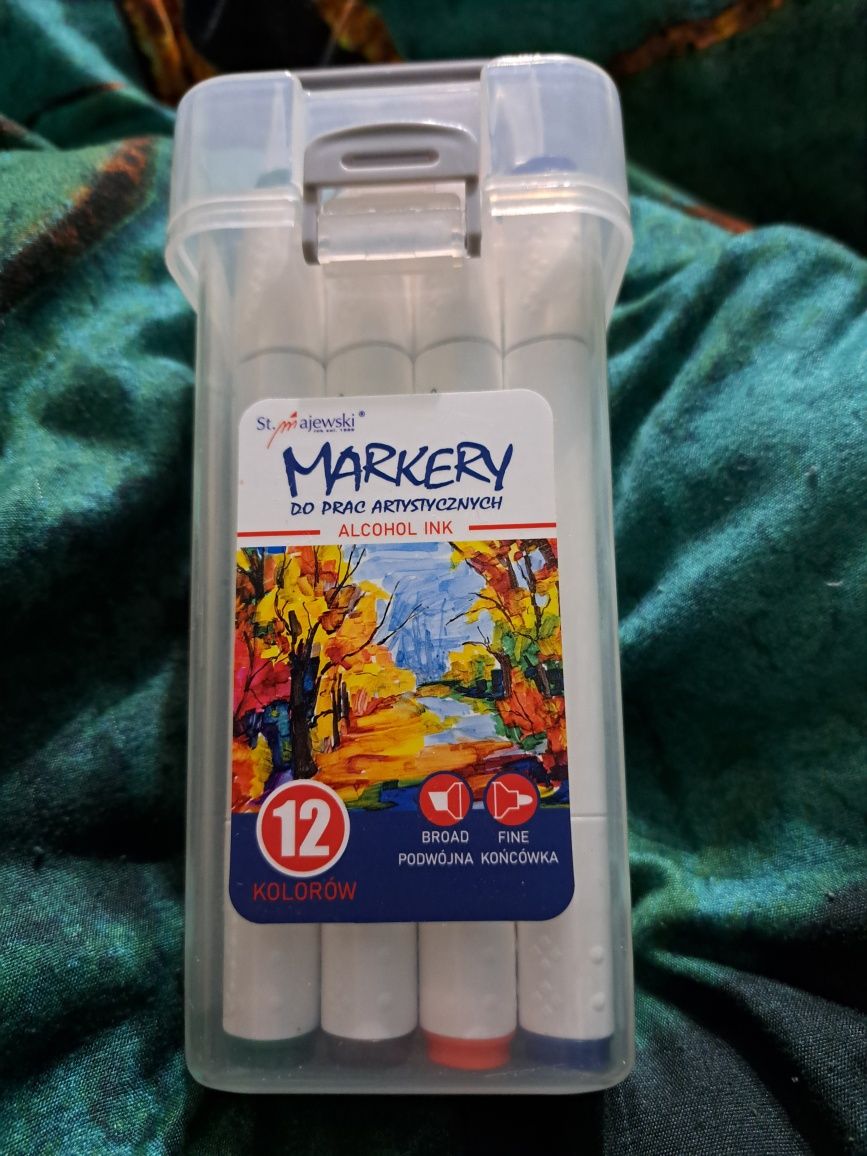 St. Majewski ®
MARKERY
DO PRAC ARTYSTYCZNYCH
ALCOHOL INK
12
KOLORÓW
BROAD FINE
PODWÓJNA KOŃCÓWKA